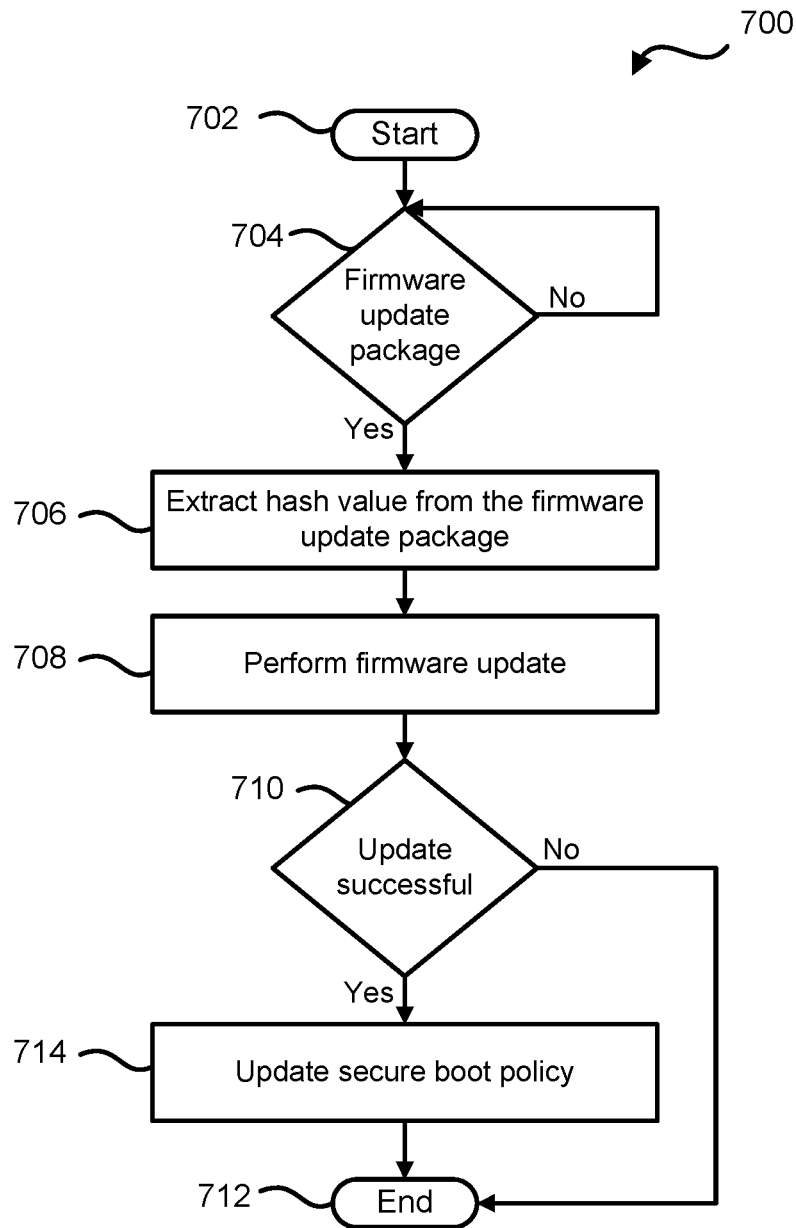 700
702
Start
704
Firmware
update
package
No
Yes
706
Extract hash value from the firmware
update package
708
Perform firmware update
710
Update
successful
No
Yes
714
Update secure boot policy
712
End